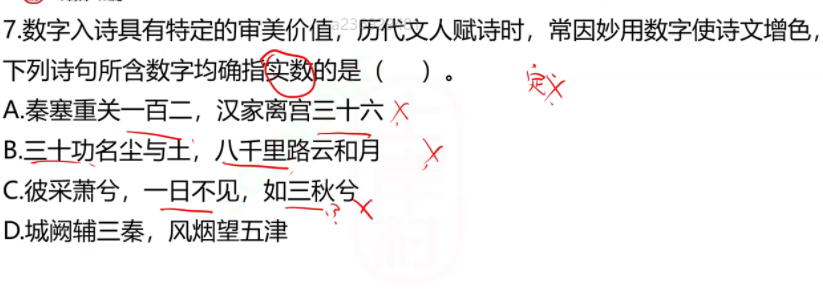 7.数字入诗具有特定的审美价值，历代文人赋诗时，常因妙用数字使诗文增色，
下列诗句所含数字均确指实数的是（ ）。
定义
A.秦塞重关一百二，汉家离宫三十六
B.三十功名尘与土，八千里路云和月
C.彼采萧兮，一日不见，如三秋兮
D.城阙辅三秦，风烟望五津